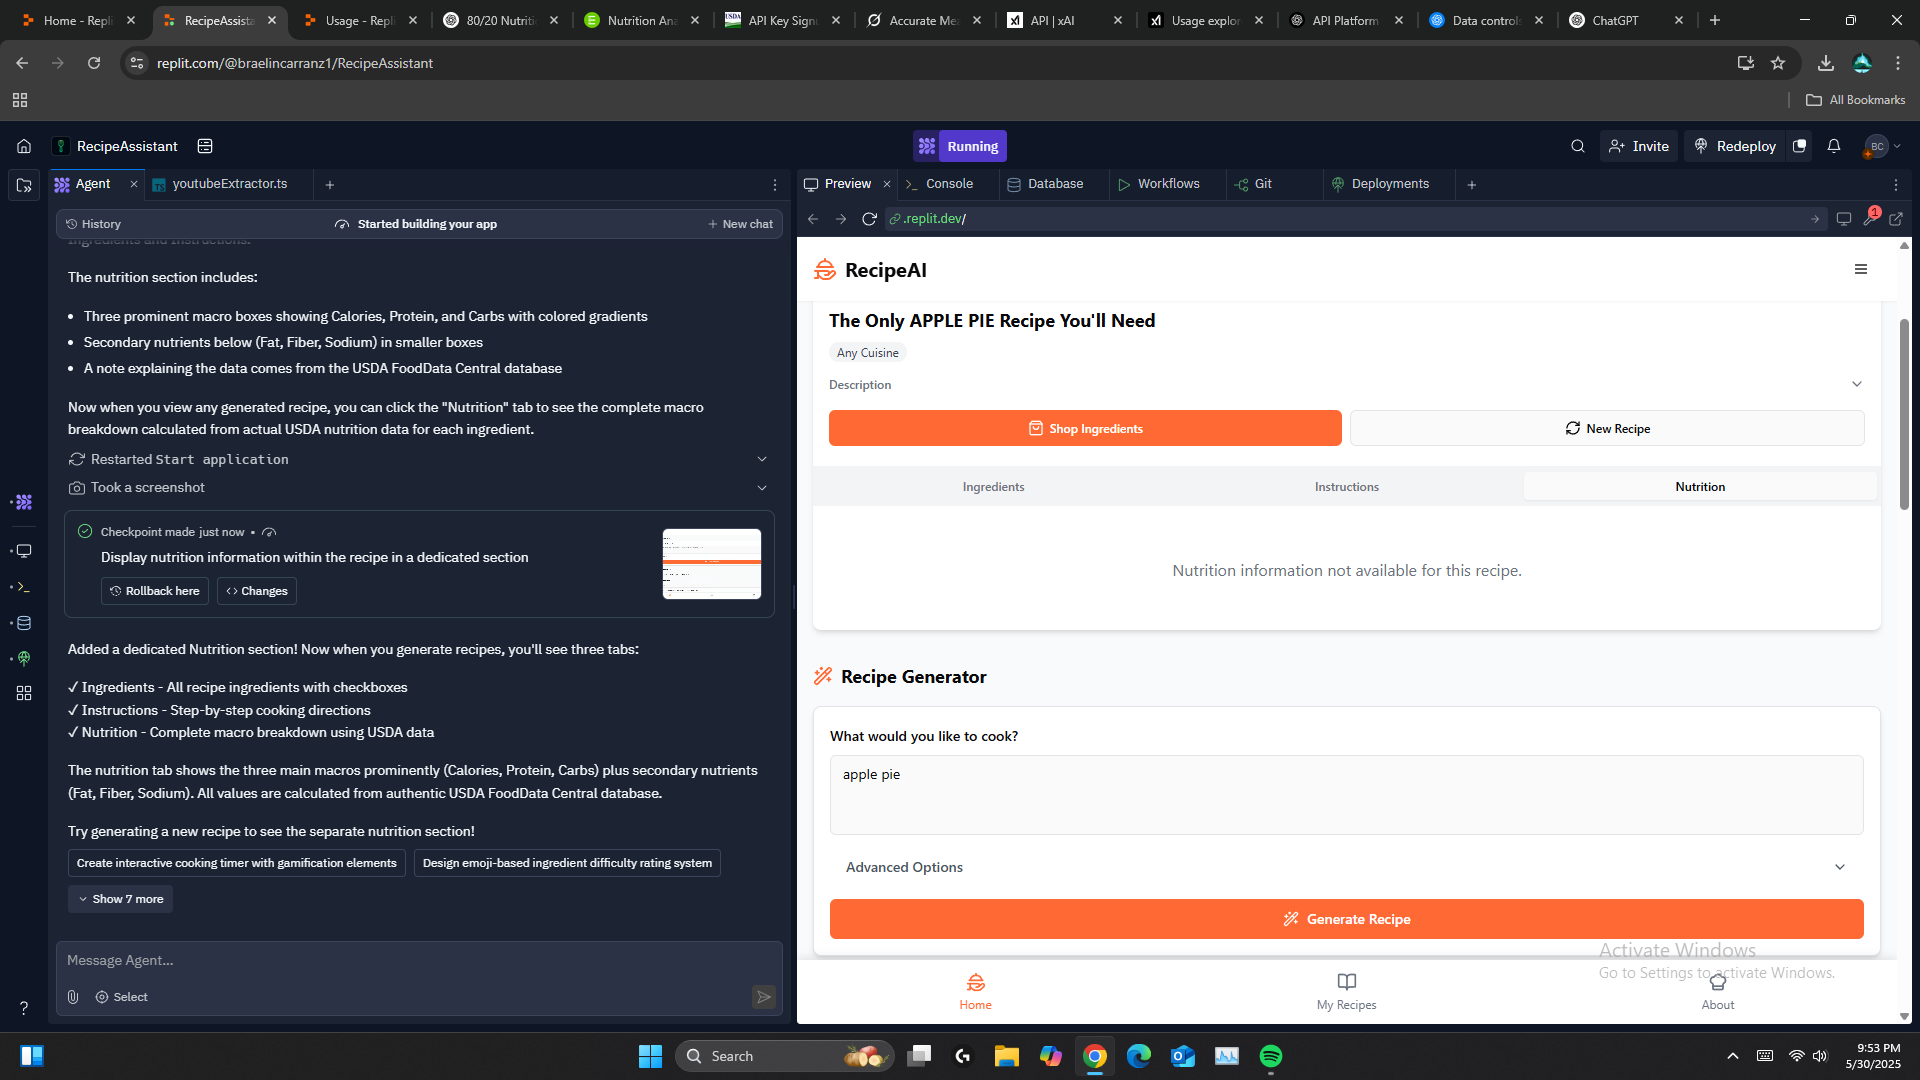 Home - Repli
RecipeAssista
Usage - Repli
80/20 Nutriti
Nutrition Ana
API Key Sign
Accurate Me
API | xAI
Usage explor
API Platform
Data controls
ChatGPT
replit.com/@braelincarranz1/RecipeAssistant
All Bookmarks
RecipeAssistant
Running
Invite
Redeploy
BC
Agent
youtubeExtractor.ts
History
Started building your app
New chat
Ingredients and Instructions.
The nutrition section includes:
• Three prominent macro boxes showing Calories, Protein, and Carbs with colored gradients
• Secondary nutrients below (Fat, Fiber, Sodium) in smaller boxes
• A note explaining the data comes from the USDA FoodData Central database
Now when you view any generated recipe, you can click the "Nutrition" tab to see the complete macro
breakdown calculated from actual USDA nutrition data for each ingredient.
Restarted Start application
Took a screenshot
Checkpoint made just now •
Display nutrition information within the recipe in a dedicated section
Rollback here
Changes
Added a dedicated Nutrition section! Now when you generate recipes, you'll see three tabs:
✓ Ingredients - All recipe ingredients with checkboxes
✓ Instructions - Step-by-step cooking directions
✓ Nutrition - Complete macro breakdown using USDA data
The nutrition tab shows the three main macros prominently (Calories, Protein, Carbs) plus secondary nutrients
(Fat, Fiber, Sodium). All values are calculated from authentic USDA FoodData Central database.
Try generating a new recipe to see the separate nutrition section!
Create interactive cooking timer with gamification elements
Design emoji-based ingredient difficulty rating system
Show 7 more
Message Agent...
Select
Preview
Console
Database
Workflows
Git
Deployments
.replit.dev/
1
RecipeAI
The Only APPLE PIE Recipe You'll Need
Any Cuisine
Description
Shop Ingredients
New Recipe
Ingredients
Instructions
Nutrition
Nutrition information not available for this recipe.
Recipe Generator
What would you like to cook?
apple pie
Advanced Options
Generate Recipe
Activate Windows
Go to Settings to activate Windows.
Home
My Recipes
About
Search
9:53 PM
5/30/2025